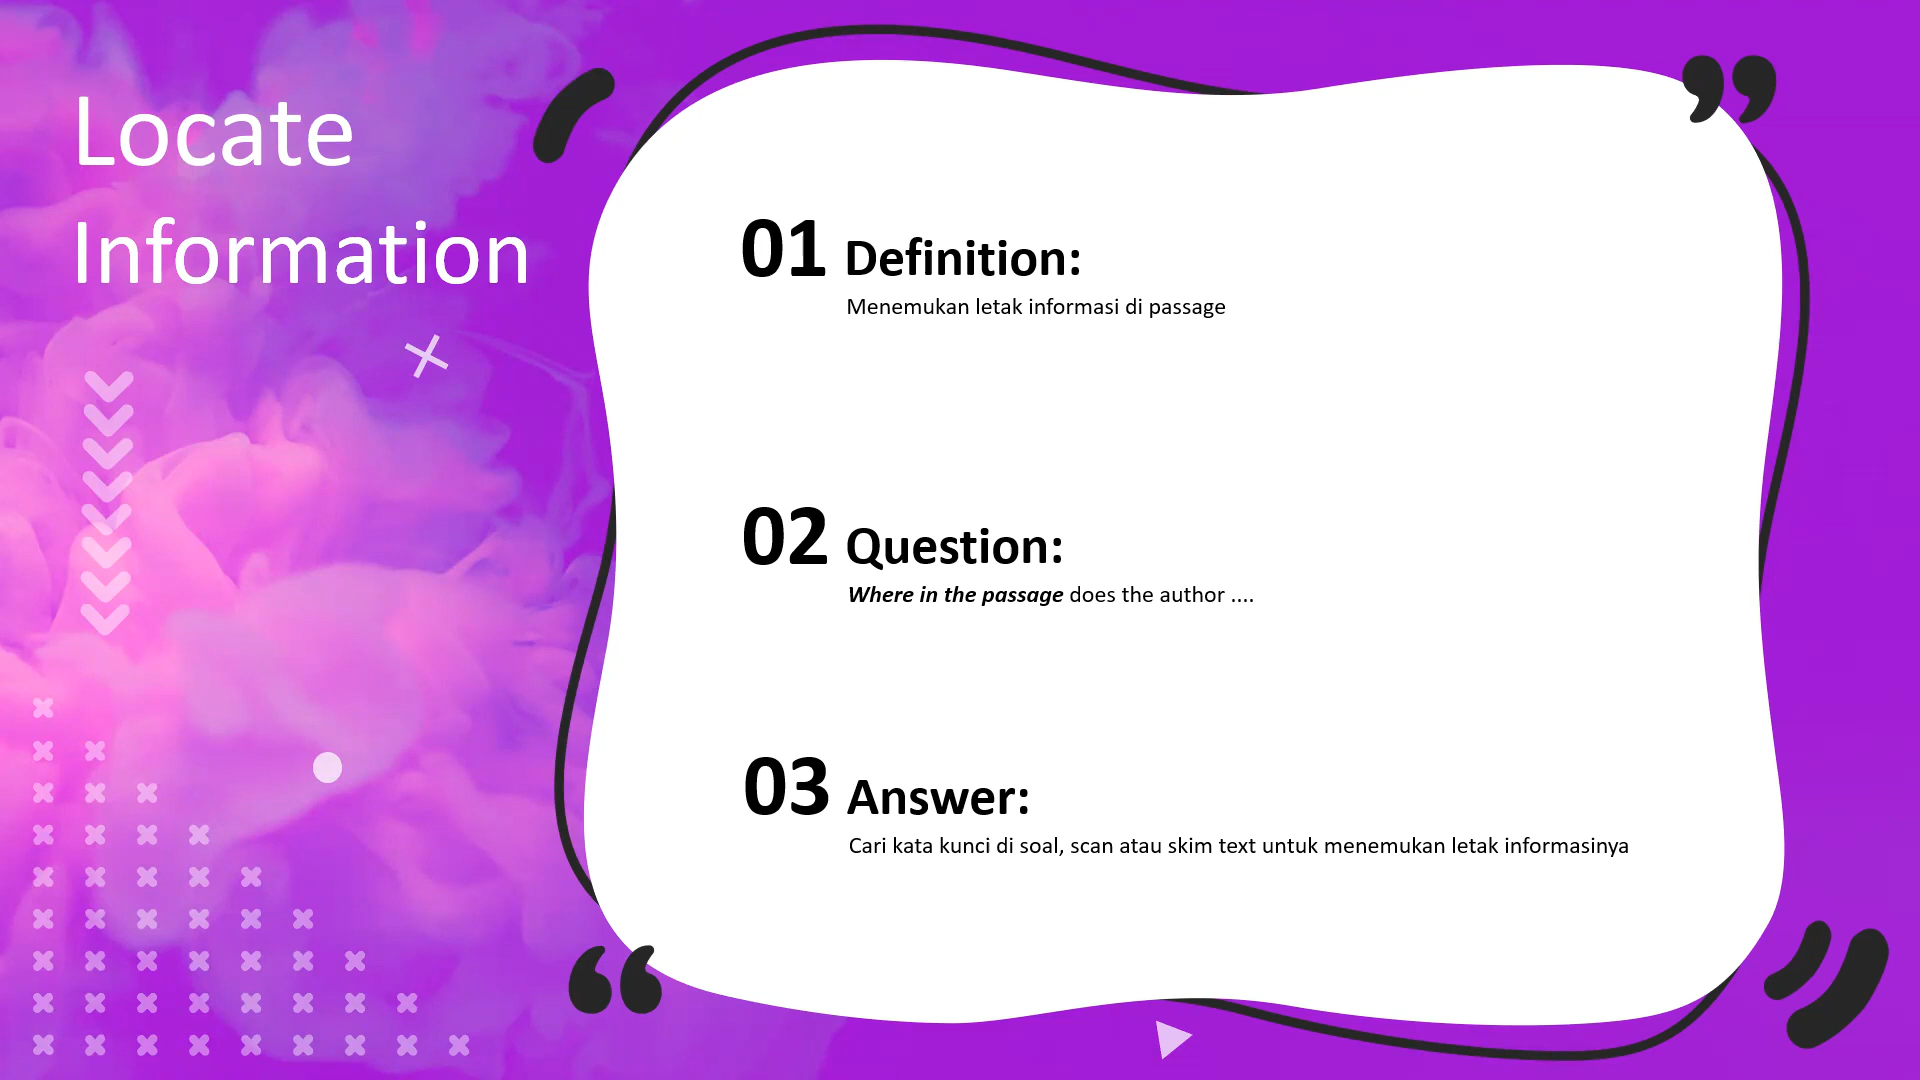 Locate
Information
01 Definition:
Menemukan letak informasi di passage
02 Question:
Where in the passage does the author ....
03 Answer:
Cari kata kunci di soal, scan atau skim text untuk menemukan letak informasinya